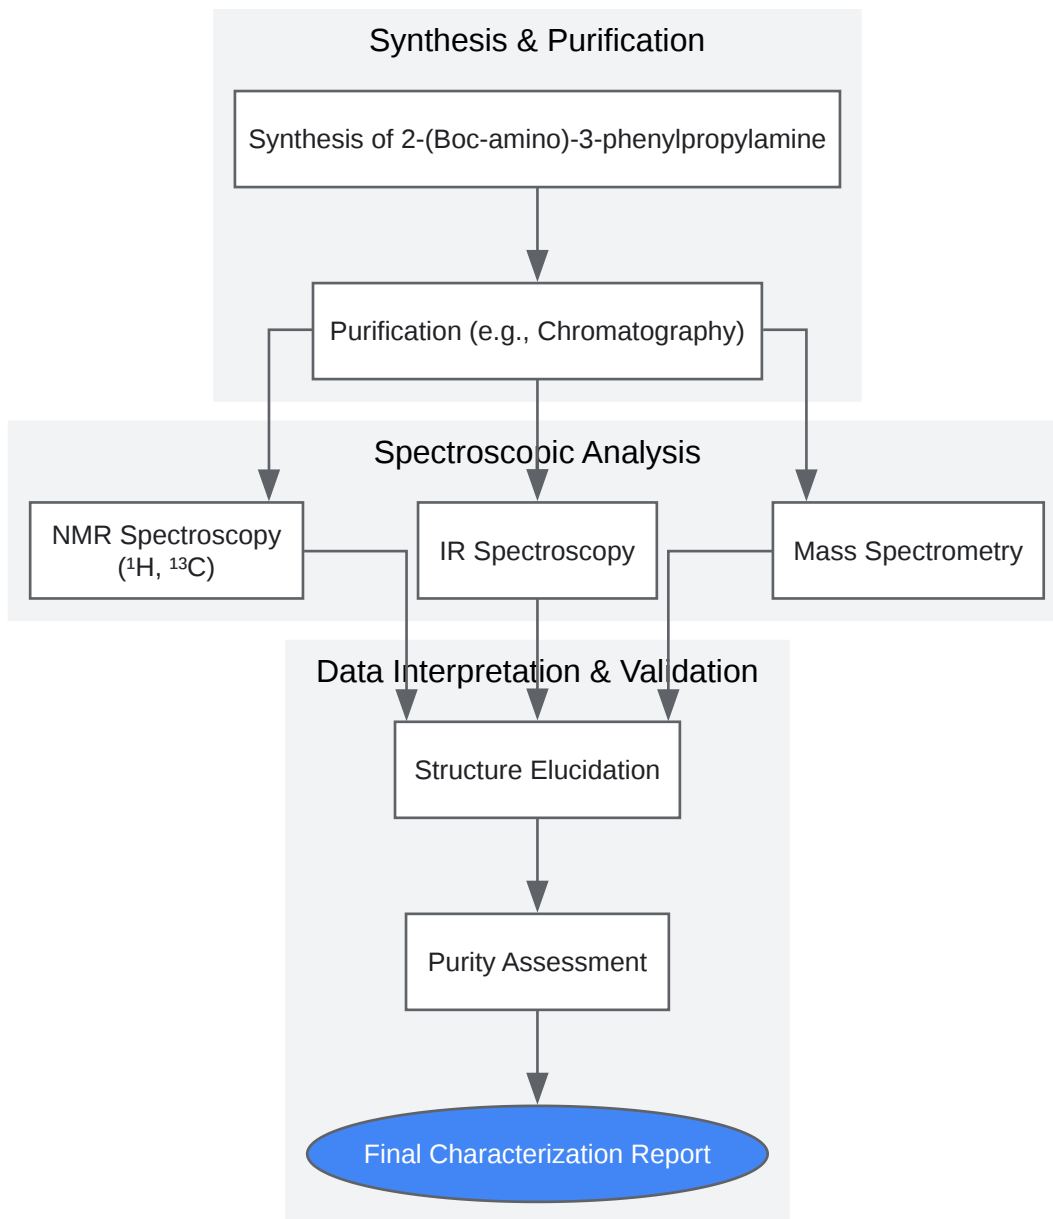 Synthesis & Purification
Synthesis of 2-(Boc-amino)-3-phenylpropylamine
Purification (e.g., Chromatography)
Spectroscopic Analysis
NMR Spectroscopy
(¹H, ¹³C)
IR Spectroscopy
Mass Spectrometry
Data Interpretation & Validation
Structure Elucidation
Purity Assessment
Final Characterization Report